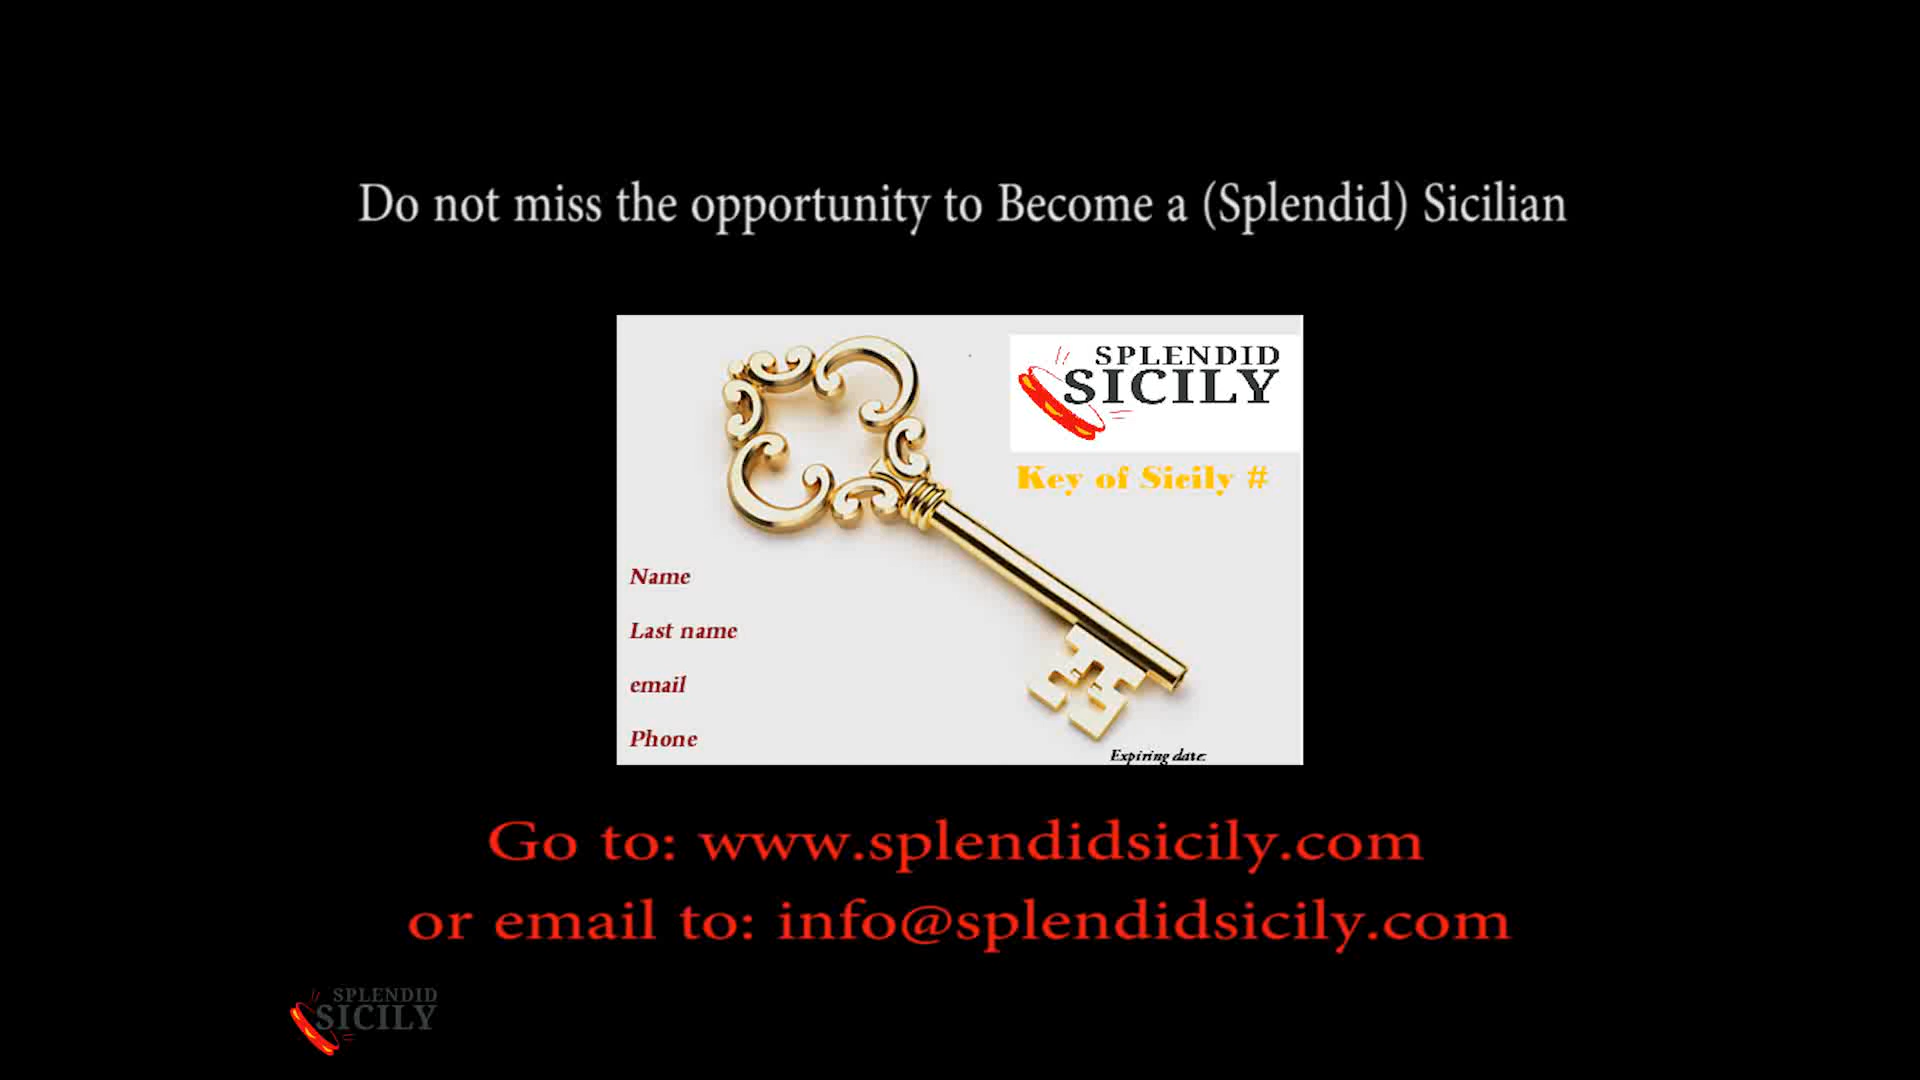 Do not miss the opportunity to Become a (Splendid) Sicilian
SPLENDID
SICILY
Key of Sicily #
Name
Last name
email
Phone
Expiring date:
Go to: www.splendidsicily.com
or email to: info@splendidsicily.com
SPLENDID
SICILY